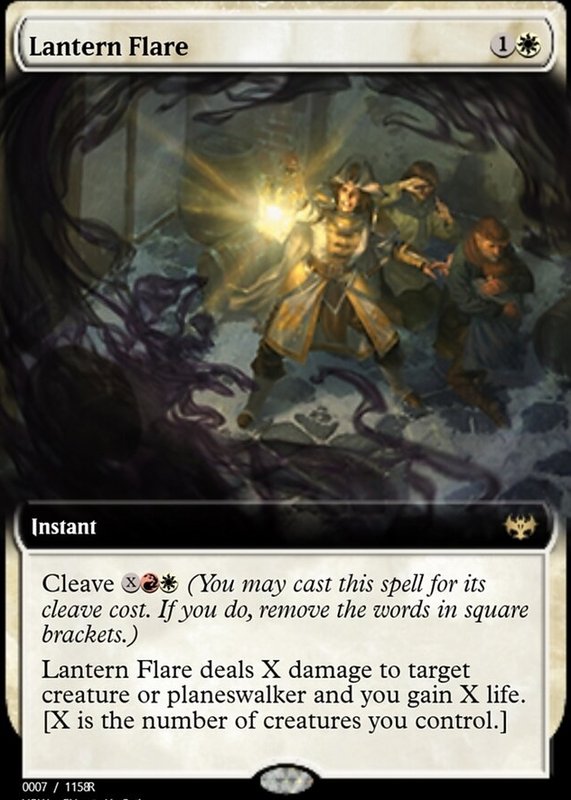 Lantern Flare
1
Instant
Cleave X (You may cast this spell for its
cleave cost. If you do, remove the words in square
brackets.)
Lantern Flare deals X damage to target
creature or planeswalker and you gain X life.
[X is the number of creatures you control.]
0007 / 1158R